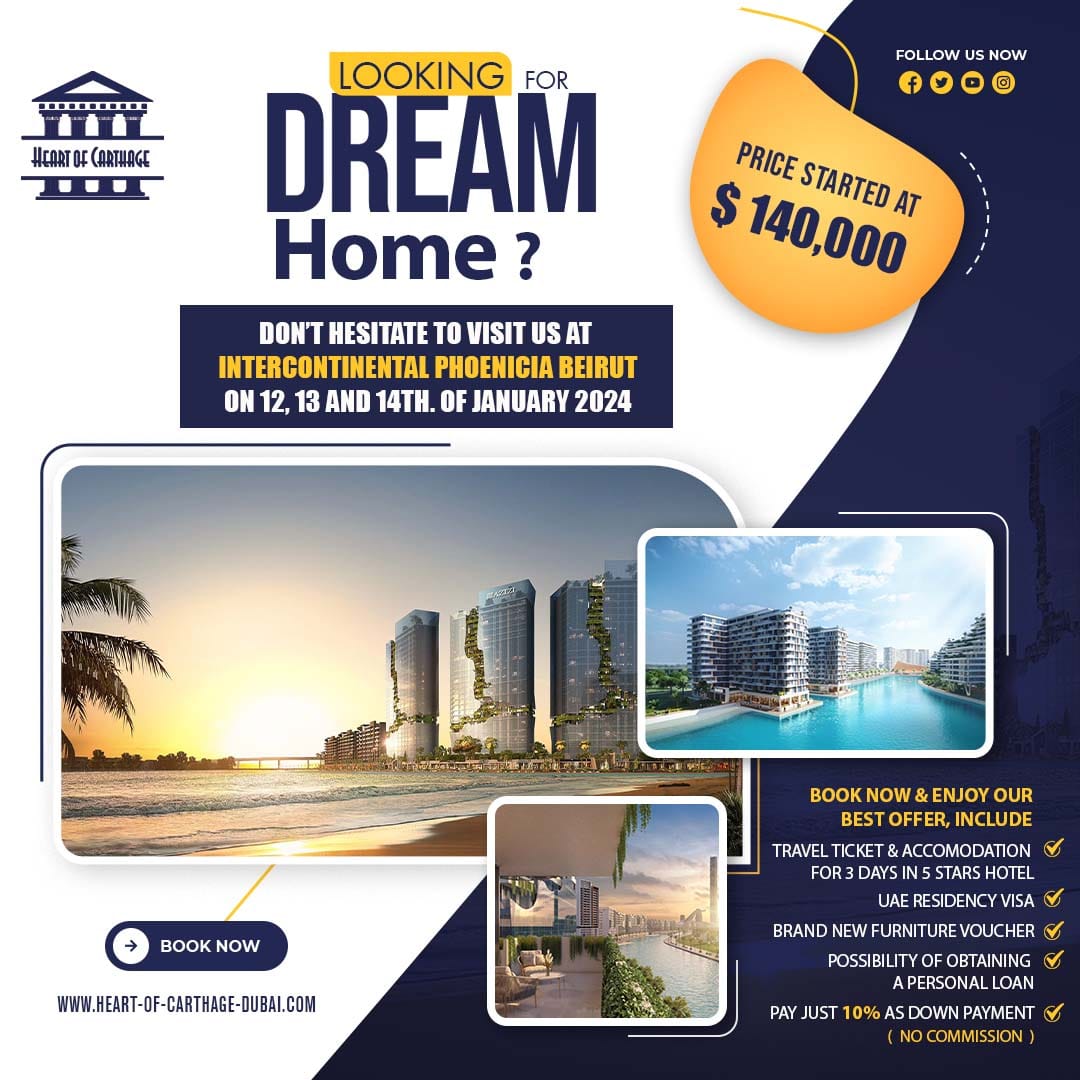 HEART OF CARTHAGE
LOOKING FOR
DREAM
Home ?
FOLLOW US NOW
PRICE STARTED AT
$ 140,000
DON'T HESITATE TO VISIT US AT
INTERCONTINENTAL PHOENICIA BEIRUT
ON 12, 13 AND 14TH. OF JANUARY 2024
AZIZI
BOOK NOW & ENJOY OUR
BEST OFFER, INCLUDE
TRAVEL TICKET & ACCOMODATION
FOR 3 DAYS IN 5 STARS HOTEL
UAE RESIDENCY VISA
BRAND NEW FURNITURE VOUCHER
POSSIBILITY OF OBTAINING
A PERSONAL LOAN
PAY JUST 10% AS DOWN PAYMENT
( NO COMMISSION )
BOOK NOW
WWW.HEART-OF-CARTHAGE-DUBAI.COM